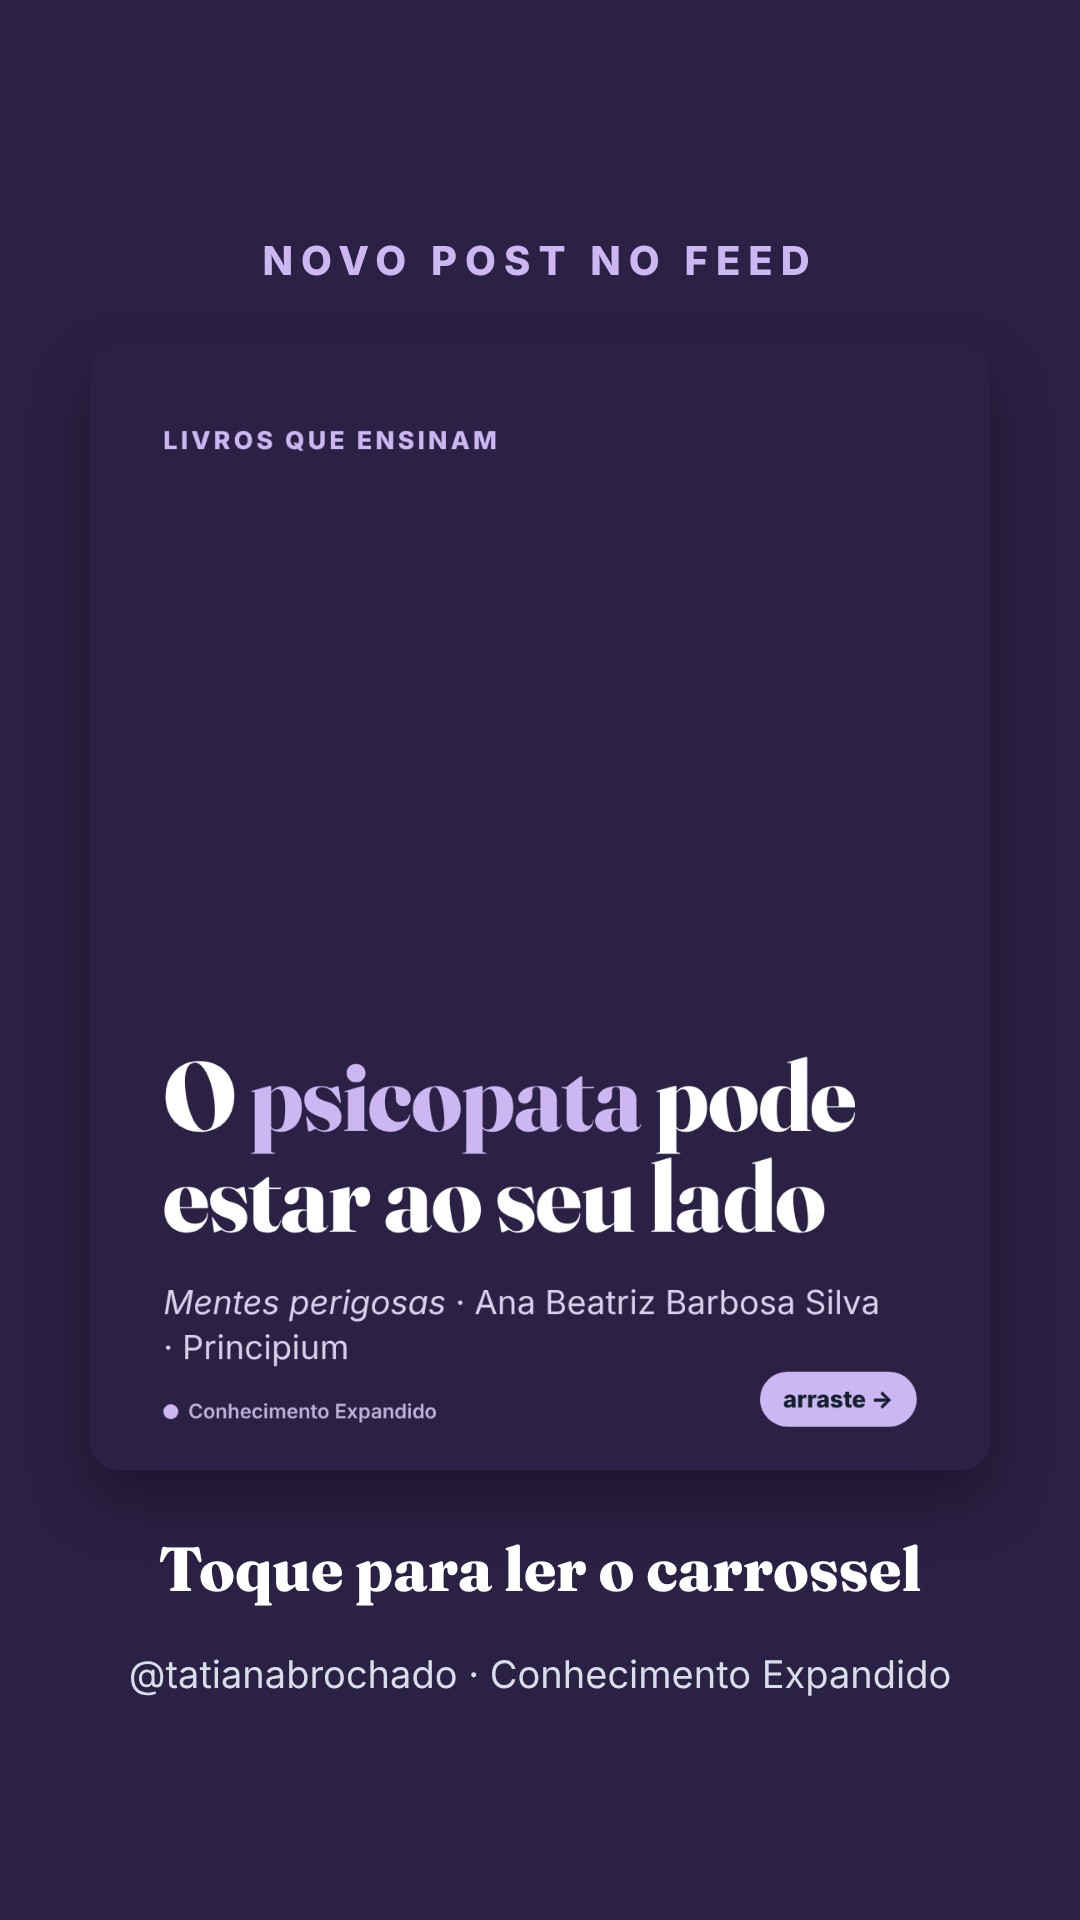 NOVO POST NO FEED
LIVROS QUE ENSINAM
O psicopata pode
estar ao seu lado
Mentes perigosas · Ana Beatriz Barbosa Silva
· Principium
Conhecimento Expandido
arraste →
Toque para ler o carrossel
@tatianabrochado · Conhecimento Expandido